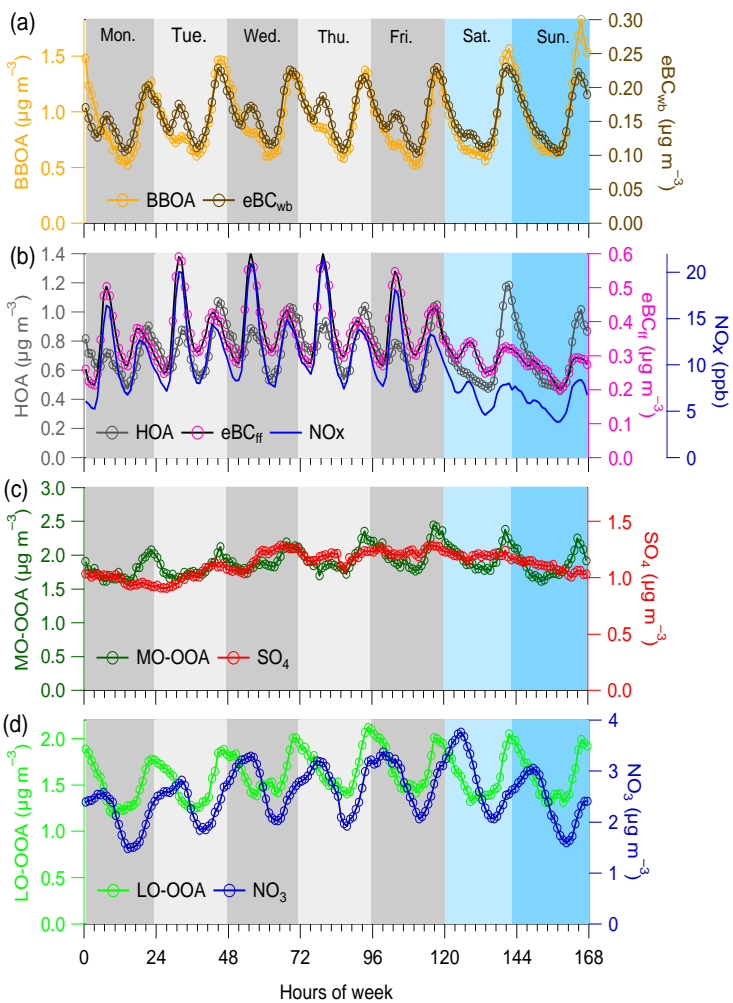 (a)
Mon. Tue. Wed. Thu. Fri. Sat. Sun.
BBOA (µg m⁻³)
1.5
1.0
0.5
0.0
eBC_wb (µg m⁻³)
0.30
0.25
0.20
0.15
0.10
0.05
0.00
BBOA eBC_wb
(b)
HOA (µg m⁻³)
1.4
1.2
1.0
0.8
0.6
0.4
0.2
0.0
eBC_ff (µg m⁻³)
0.6
0.5
0.4
0.3
0.2
0.1
0.0
NOx (ppb)
20
15
10
5
0
HOA eBC_ff NOx
(c)
MO-OOA (µg m⁻³)
3.0
2.5
2.0
1.5
1.0
0.5
0.0
SO₄ (µg m⁻³)
1.5
1.0
0.5
0.0
MO-OOA SO₄
(d)
LO-OOA (µg m⁻³)
2.0
1.5
1.0
0.5
0.0
NO₃ (µg m⁻³)
4
3
2
1
0
LO-OOA NO₃
0 24 48 72 96 120 144 168
Hours of week